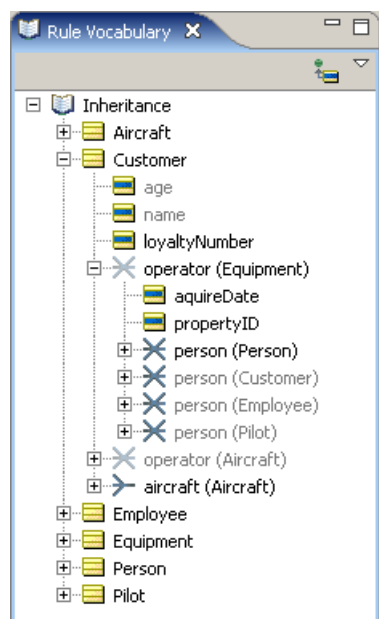 Rule Vocabulary
Inheritance
Aircraft
Customer
age
name
loyaltyNumber
operator (Equipment)
aquireDate
propertyID
person (Person)
person (Customer)
person (Employee)
person (Pilot)
operator (Aircraft)
aircraft (Aircraft)
Employee
Equipment
Person
Pilot